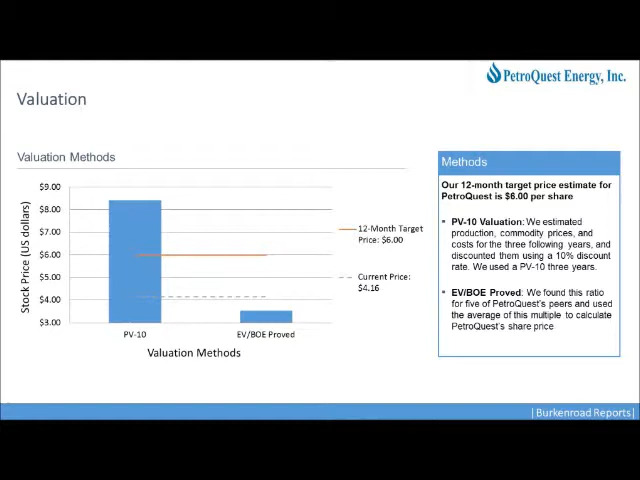 PetroQuest Energy, Inc.
Valuation
Valuation Methods
$9.00
$8.00
$7.00
$6.00
$5.00
$4.00
$3.00
Stock Price (US dollars)
PV-10
EV/BOE Proved
Valuation Methods
12-Month Target
Price: $6.00
Current Price:
$4.16
Methods
Our 12-month target price estimate for
PetroQuest is $6.00 per share
▪ PV-10 Valuation: We estimated
production, commodity prices, and
costs for the three following years, and
discounted them using a 10% discount
rate. We used a PV-10 three years.
▪ EV/BOE Proved: We found this ratio
for five of PetroQuest's peers and used
the average of this multiple to calculate
PetroQuest's share price
|Burkenroad Reports|